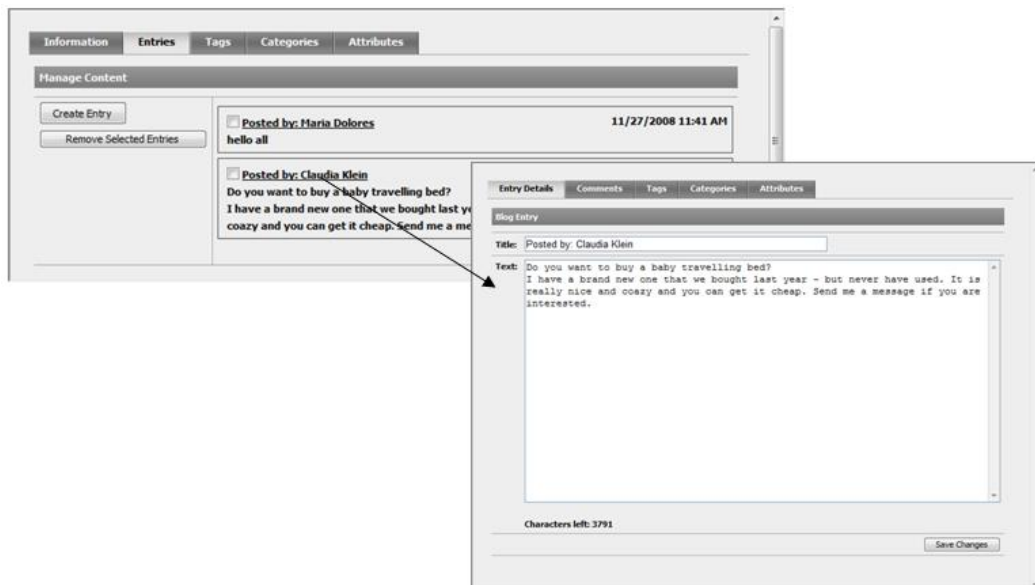 Information Entries Tags Categories Attributes
Manage Content
Create Entry
Remove Selected Entries
Posted by: Maria Dolores 11/27/2008 11:41 AM
hello all
Posted by: Claudia Klein
Do you want to buy a baby travelling bed?
I have a brand new one that we bought last ye
coazy and you can get it cheap. Send me a me
Entry Details Comments Tags Categories Attributes
Blog Entry
Title: Posted by: Claudia Klein
Text: Do you want to buy a baby travelling bed?
I have a brand new one that we bought last year - but never have used. It is
really nice and coazy and you can get it cheap. Send me a message if you are
interested.
Characters left: 3791
Save Changes